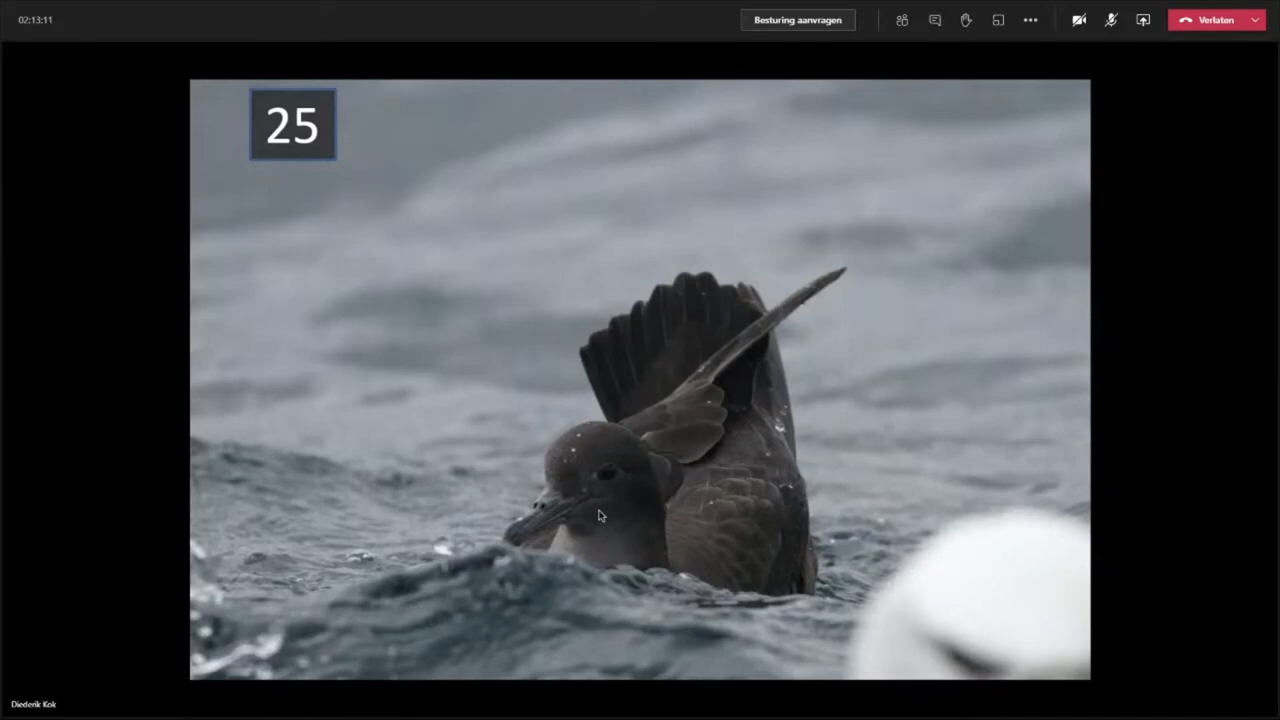 02:13:11
Besturing aanvragen
Verlaten
25
Diederik Kok